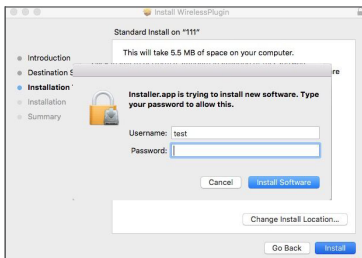 Install WirelessPlugin
Standard Install on "111"
Introduction
This will take 5.5 MB of space on your computer.
Destination S
re
Installation
Installer.app is trying to install new software. Type
your password to allow this.
Installation
Summary
Username: test
Password:
Cancel
Install Software
Change Install Location...
Go Back
Install